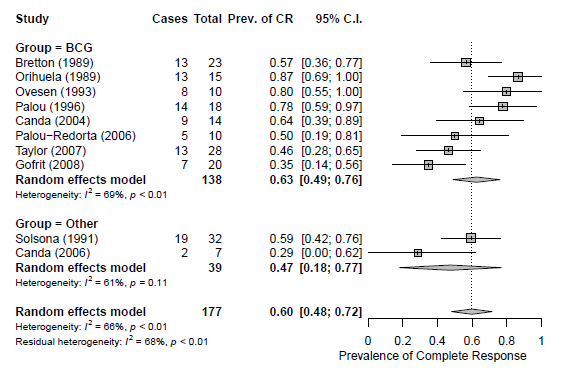 Study Cases Total Prev. of CR 95% C.I.
Group = BCG
Bretton (1989) 13 23 0.57 [0.36; 0.77]
Orihuela (1989) 13 15 0.87 [0.69; 1.00]
Ovesen (1993) 8 10 0.80 [0.55; 1.00]
Palou (1996) 14 18 0.78 [0.59; 0.97]
Canda (2004) 9 14 0.64 [0.39; 0.89]
Palou−Redorta (2006) 5 10 0.50 [0.19; 0.81]
Taylor (2007) 13 28 0.46 [0.28; 0.65]
Gofrit (2008) 7 20 0.35 [0.14; 0.56]
Random effects model 138 0.63 [0.49; 0.76]
Heterogeneity: I² = 69%, p < 0.01
Group = Other
Solsona (1991) 19 32 0.59 [0.42; 0.76]
Canda (2006) 2 7 0.29 [0.00; 0.62]
Random effects model 39 0.47 [0.18; 0.77]
Heterogeneity: I² = 61%, p = 0.11
Random effects model 177 0.60 [0.48; 0.72]
Heterogeneity: I² = 66%, p < 0.01
Residual heterogeneity: I² = 68%, p < 0.01
0 0.2 0.4 0.6 0.8 1
Prevalence of Complete Response